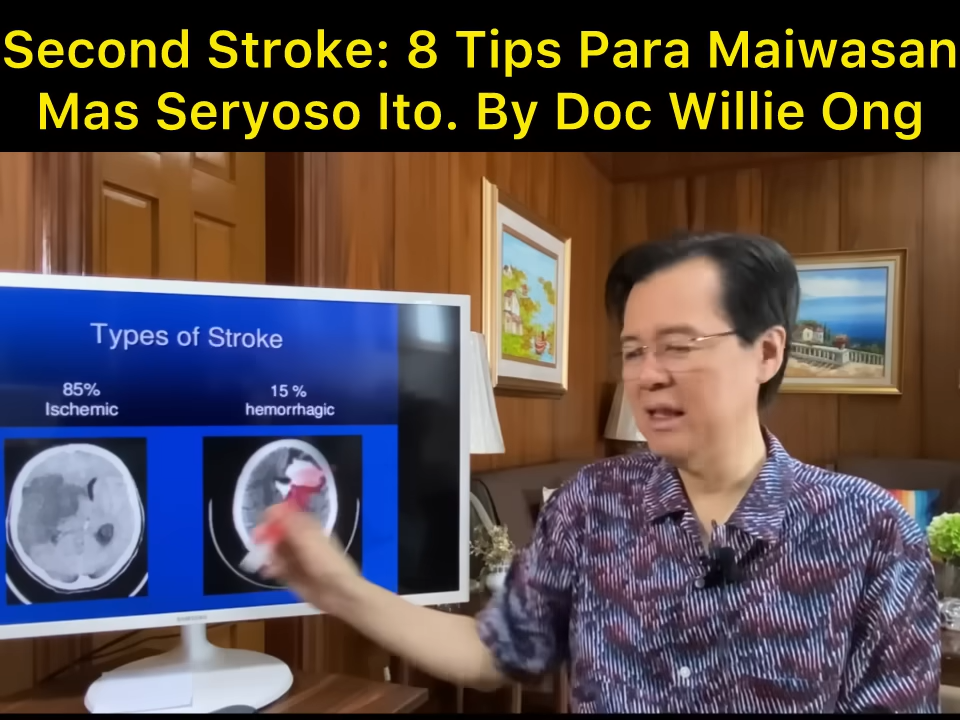 Second Stroke: 8 Tips Para Maiwasan
Mas Seryoso Ito. By Doc Willie Ong
Types of Stroke
85%
Ischemic
15 %
hemorrhagic
SAMSUNG